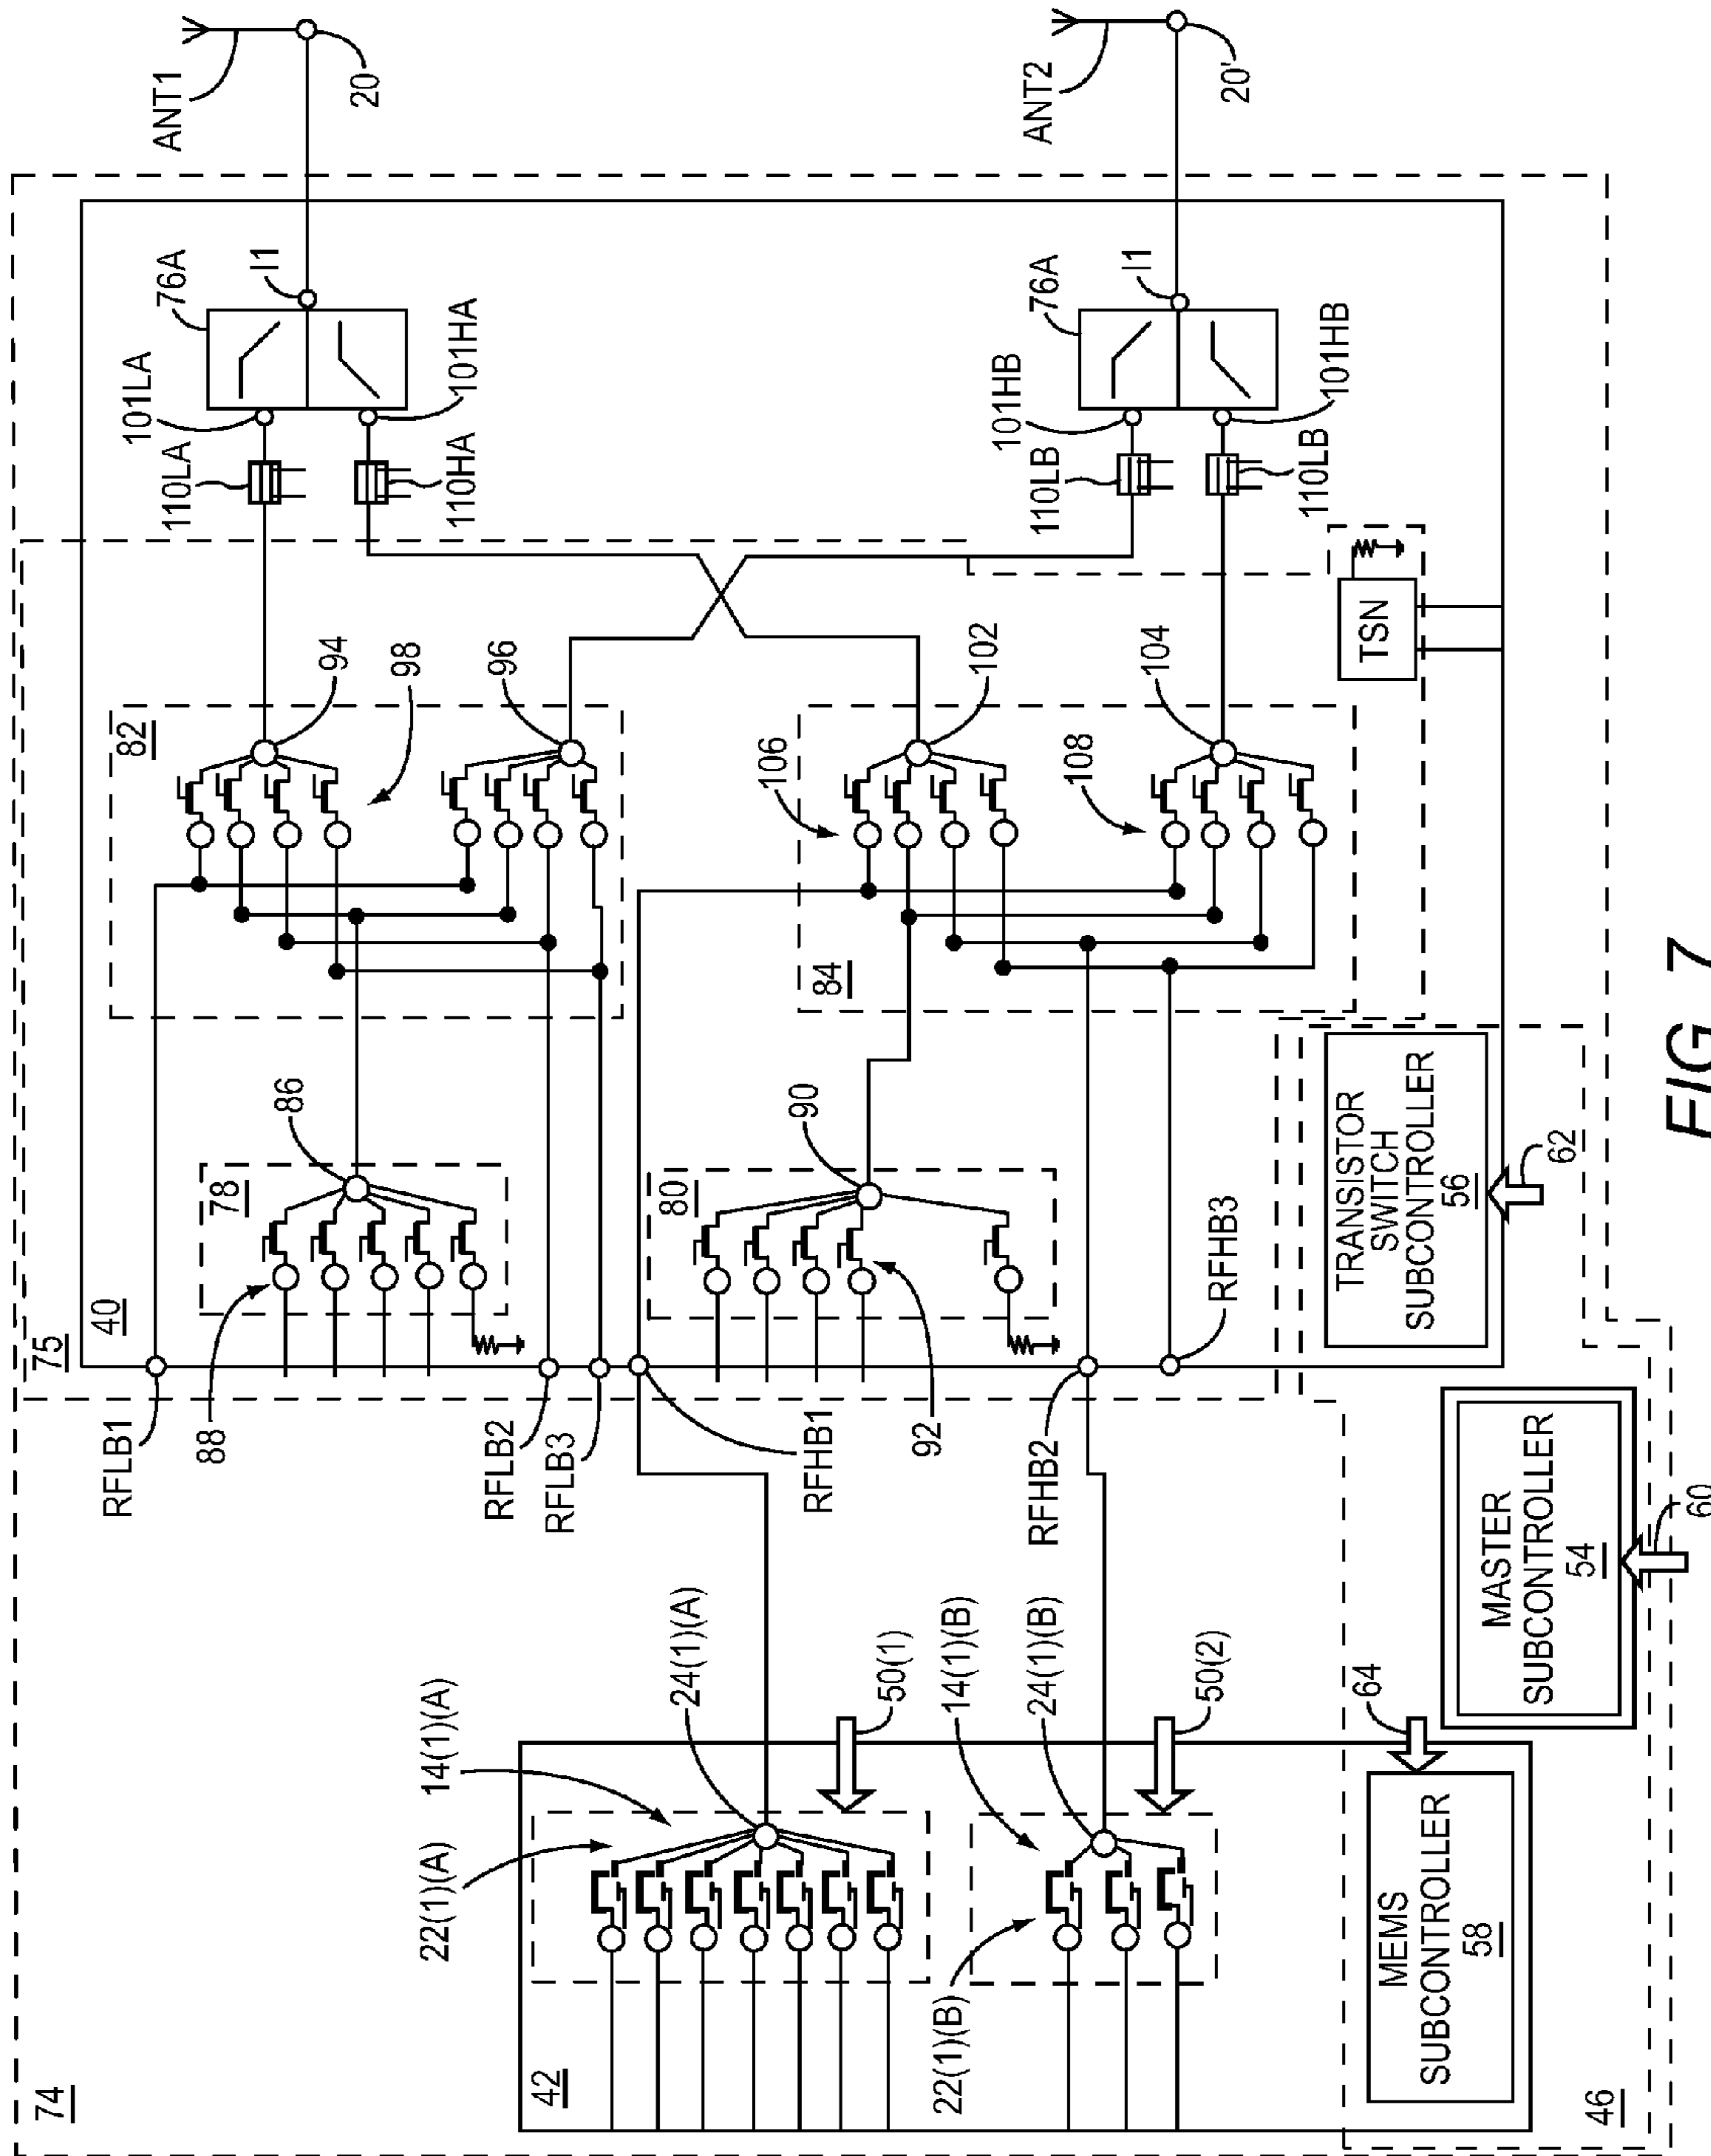 74
75
40
RFLB1
88
78
86
82
94
98
96
RFLB2
RFLB3
RFHB1
92
80
90
84
106
102
108
104
RFHB2
RFHB3
110LA
101LA
76A
I1
ANT1
20
110HA
101HA
110LB
101HB
76A
I1
ANT2
20'
110LB
101HB
TSN
42
22(1)(A)
14(1)(A)
24(1)(A)
50(1)
22(1)(B)
14(1)(B)
24(1)(B)
50(2)
64
MEMS
SUBCONTROLLER
58
46
MASTER
SUBCONTROLLER
54
60
TRANSISTOR
SWITCH
SUBCONTROLLER
56
62
FIG 7